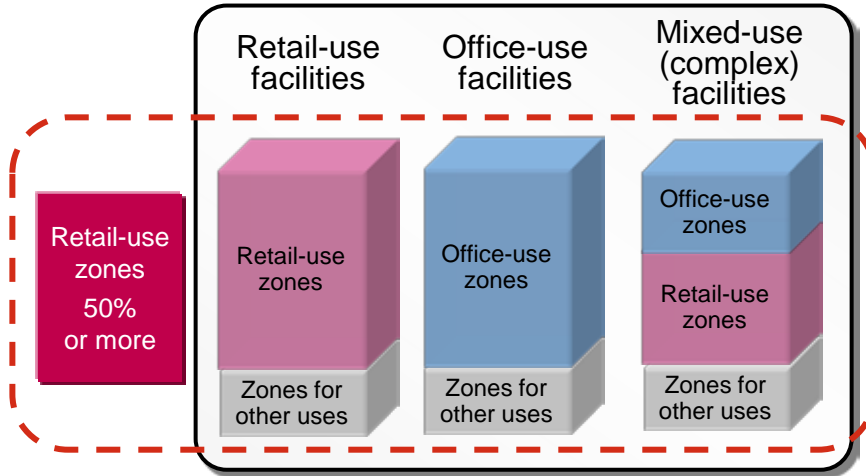 Retail-use
facilities
Office-use
facilities
Mixed-use
(complex)
facilities
Retail-use
zones
50%
or more
Retail-use
zones
Zones for
other uses
Office-use
zones
Zones for
other uses
Office-use
zones
Retail-use
zones
Zones for
other uses